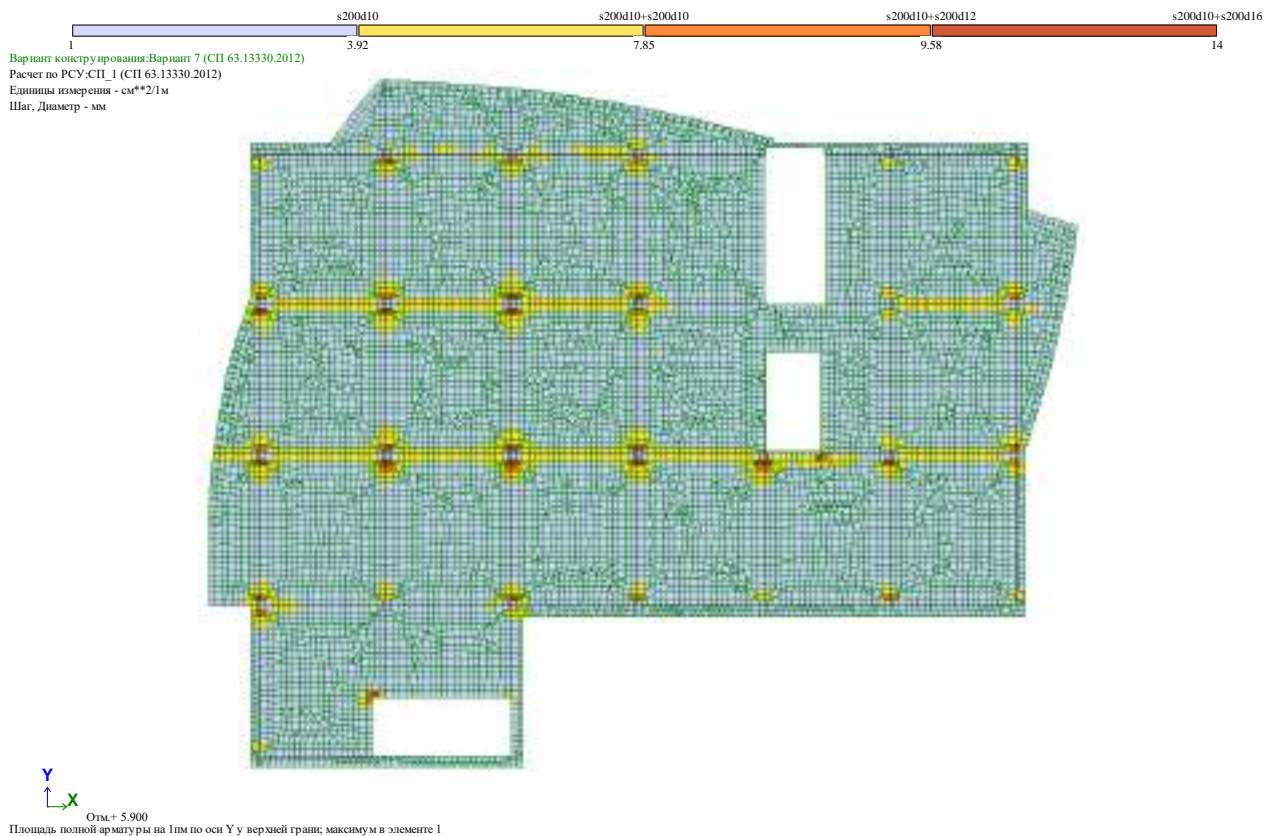 s200d10 s200d10+s200d10 s200d10+s200d12 s200d10+s200d16
1 3.92 7.85 9.58 14
Вариант конструирования:Вариант 7 (СП 63.13330.2012)
Расчет по РСУ:СП_1 (СП 63.13330.2012)
Единицы измерения - см**2/1м
Шаг, Диаметр - мм
Y
X
Отм.+ 5.900
Площадь полной арматуры на 1пм по оси Y у верхней грани; максимум в элементе 1